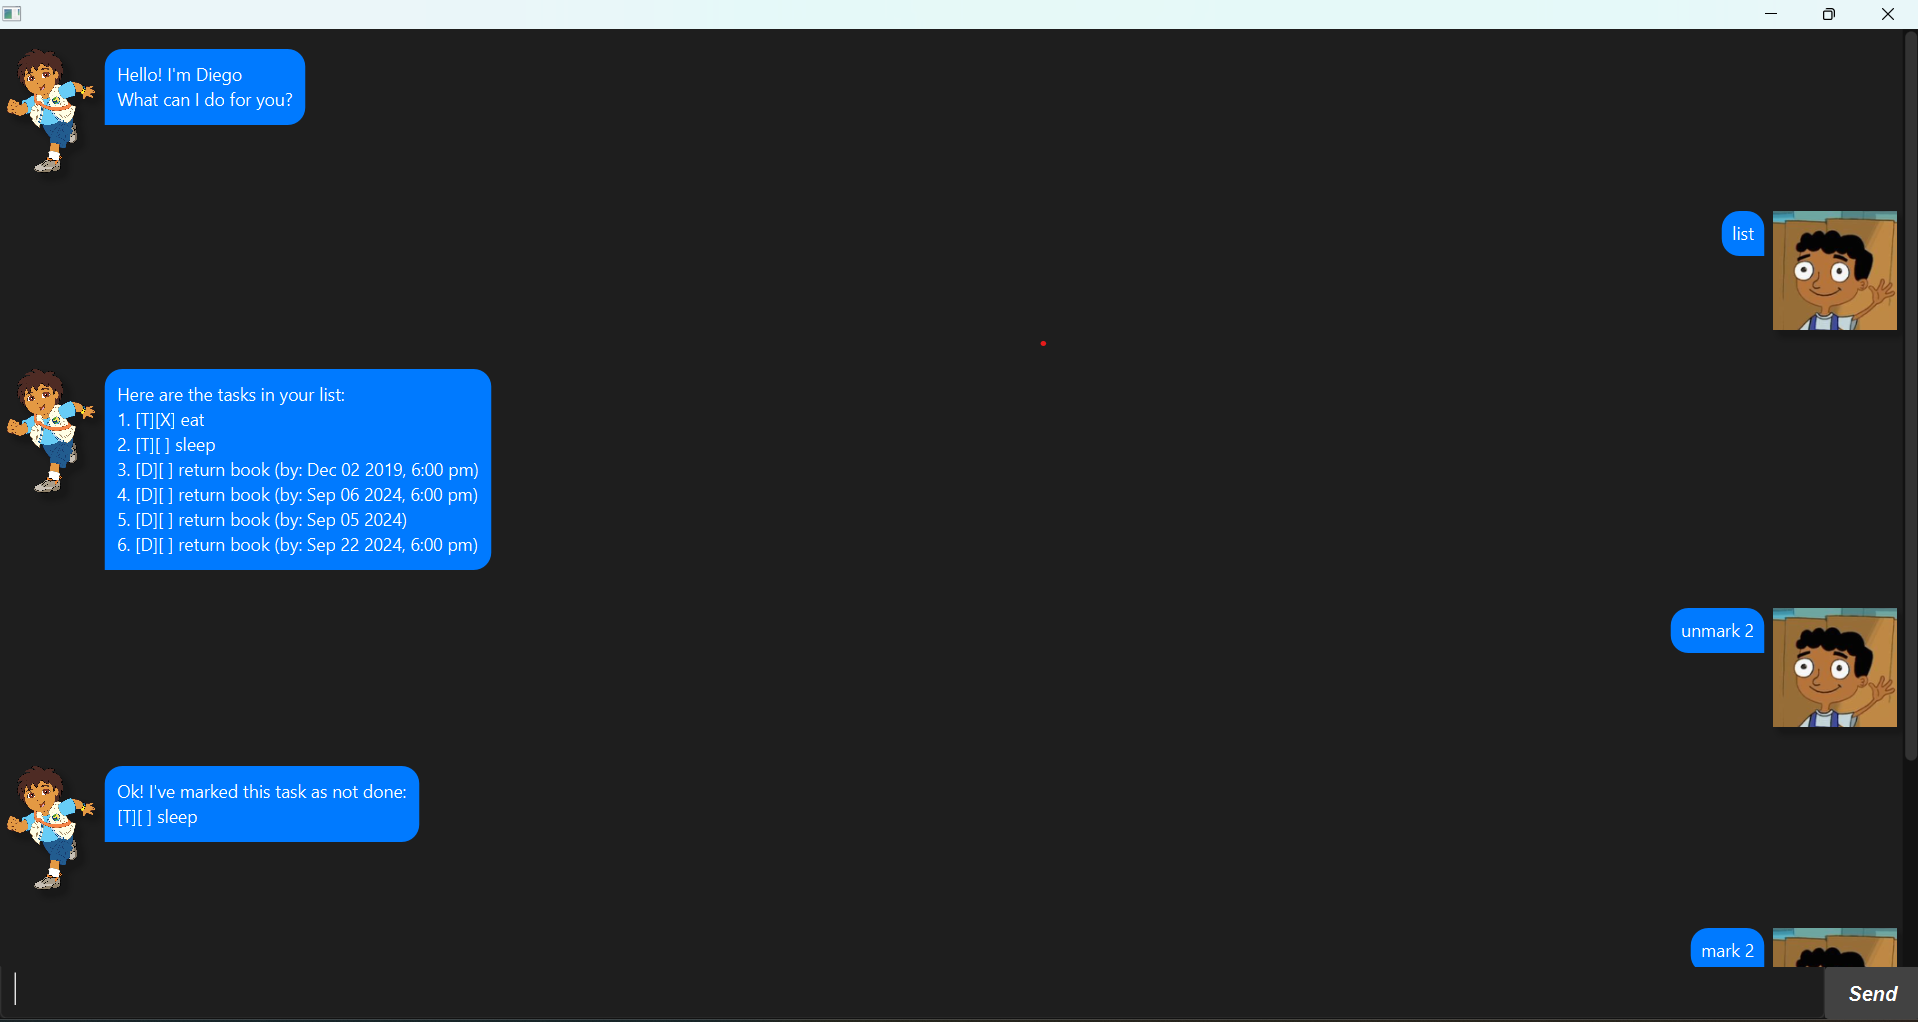 Hello! I'm Diego
What can I do for you?
list
Here are the tasks in your list:
1. [T][X] eat
2. [T][ ] sleep
3. [D][ ] return book (by: Dec 02 2019, 6:00 pm)
4. [D][ ] return book (by: Sep 06 2024, 6:00 pm)
5. [D][ ] return book (by: Sep 05 2024)
6. [D][ ] return book (by: Sep 22 2024, 6:00 pm)
unmark 2
Ok! I've marked this task as not done:
[T][ ] sleep
mark 2
Send